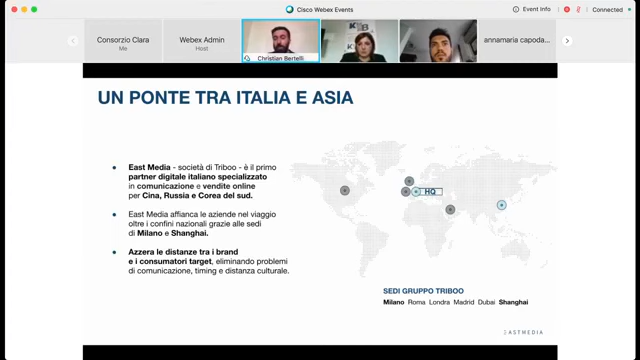 Cisco Webex Events
Event Info
Connected
Consorzio Clara
Me
Webex Admin
Host
Christian Bertelli
annamaria capoda...
UN PONTE TRA ITALIA E ASIA
East Media - società di Triboo - è il primo
partner digitale italiano specializzato
in comunicazione e vendite online
per Cina, Russia e Corea del sud.
East Media affianca le aziende nel viaggio
oltre i confini nazionali grazie alle sedi
di Milano e Shanghai.
Azzera le distanze tra i brand
e i consumatori target, eliminando problemi
di comunicazione, timing e distanza culturale.
HQ
SEDI GRUPPO TRIBOO
Milano Roma Londra Madrid Dubai Shanghai
ASTMEDIA